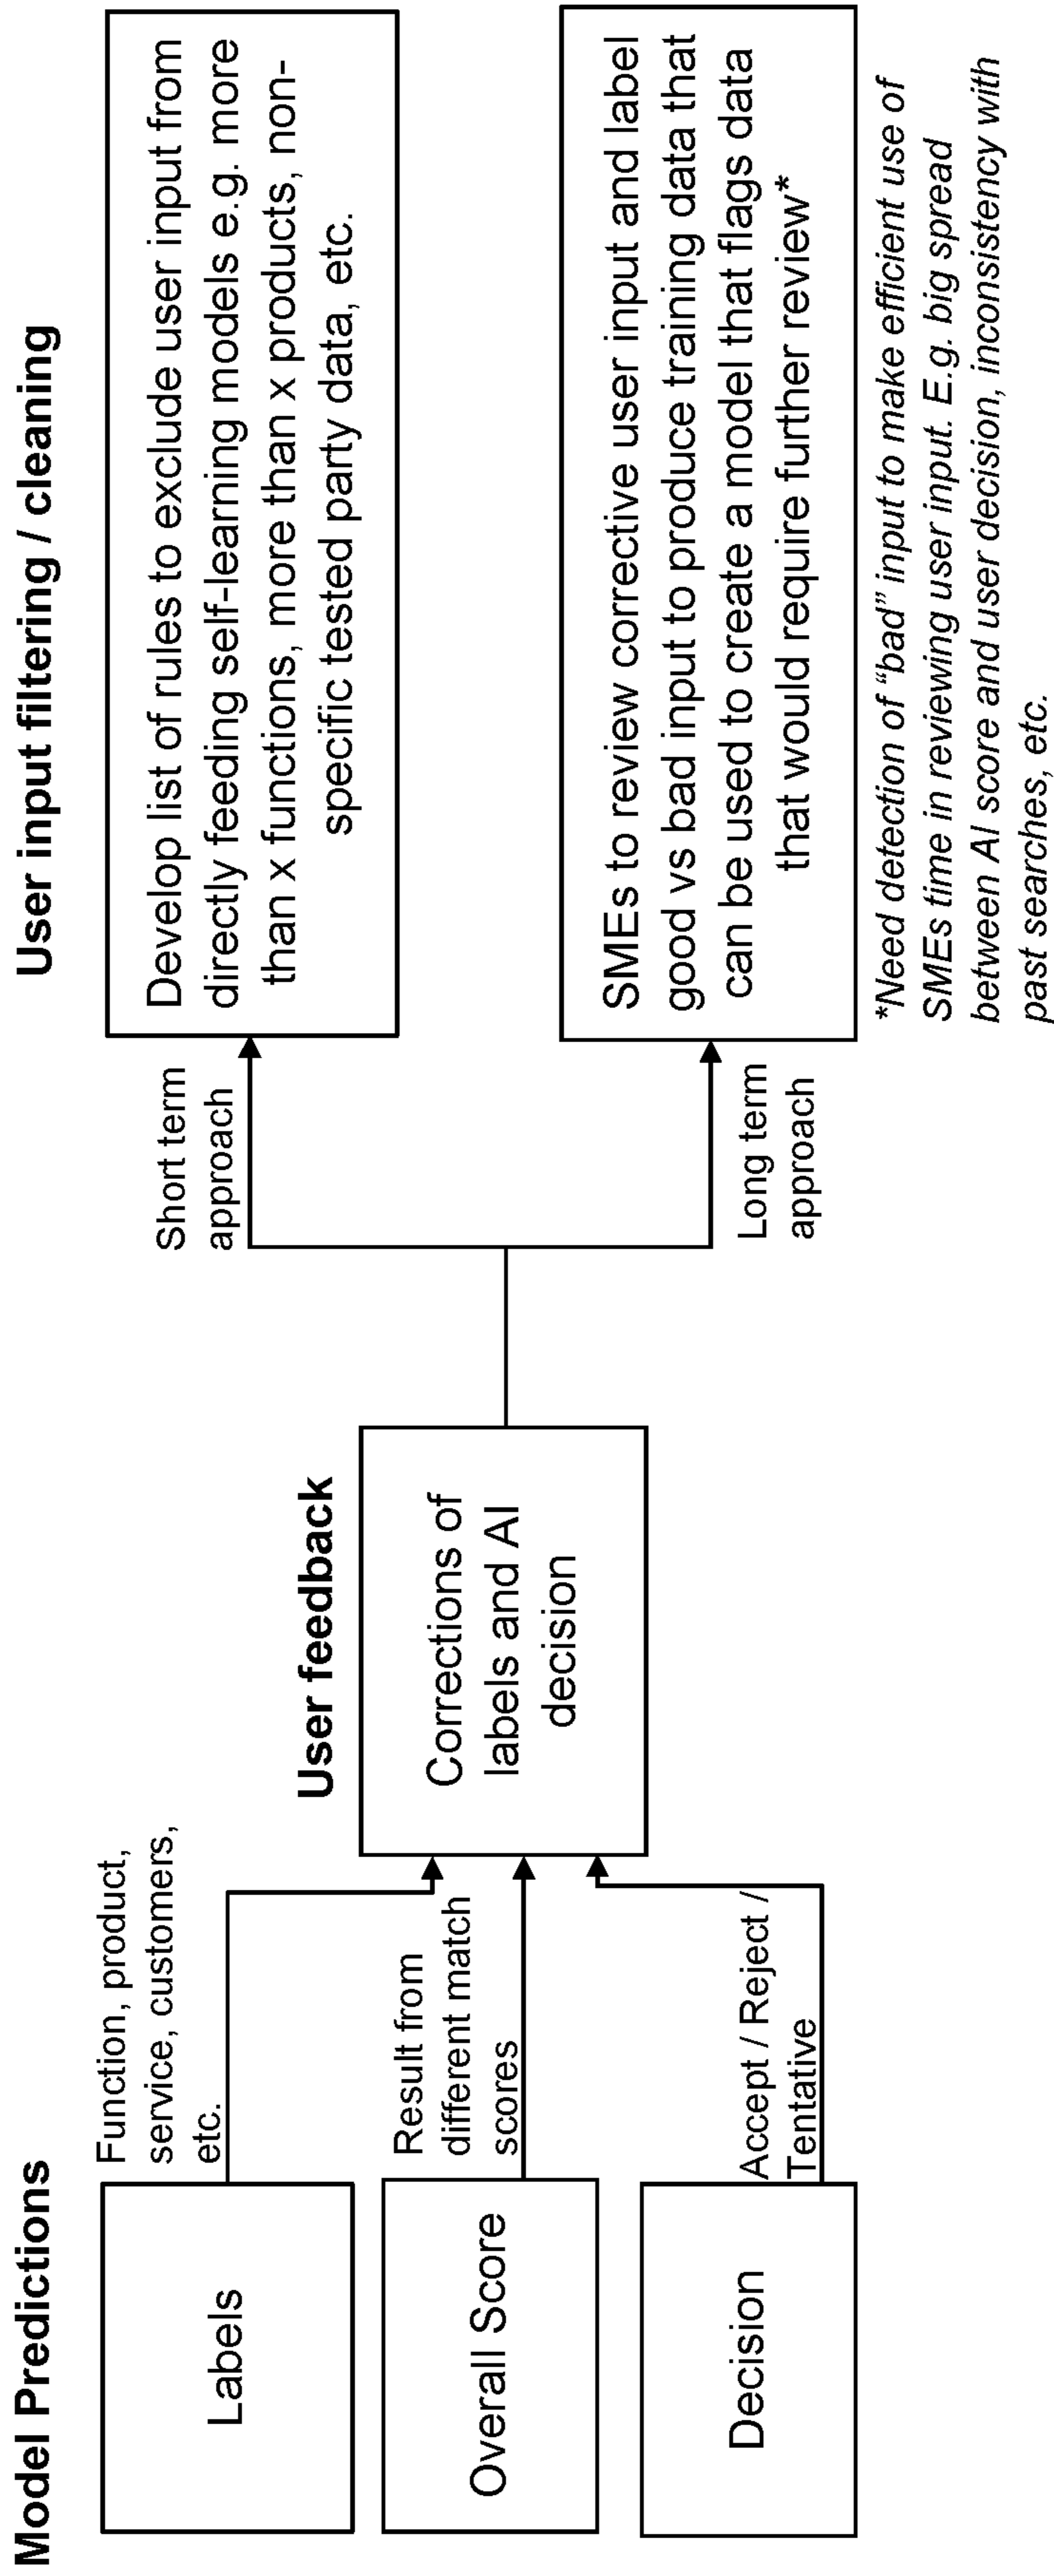 Model Predictions
Labels
Function, product,
service, customers,
etc.
Overall Score
Result from
different match
scores
Decision
Accept / Reject /
Tentative
User feedback
Corrections of
labels and AI
decision
User input filtering / cleaning
Short term
approach
Develop list of rules to exclude user input from
directly feeding self-learning models e.g. more
than x functions, more than x products, non-
specific tested party data, etc.
Long term
approach
SMEs to review corrective user input and label
good vs bad input to produce training data that
can be used to create a model that flags data
that would require further review*
*Need detection of “bad” input to make efficient use of
SMEs time in reviewing user input. E.g. big spread
between AI score and user decision, inconsistency with
past searches, etc.